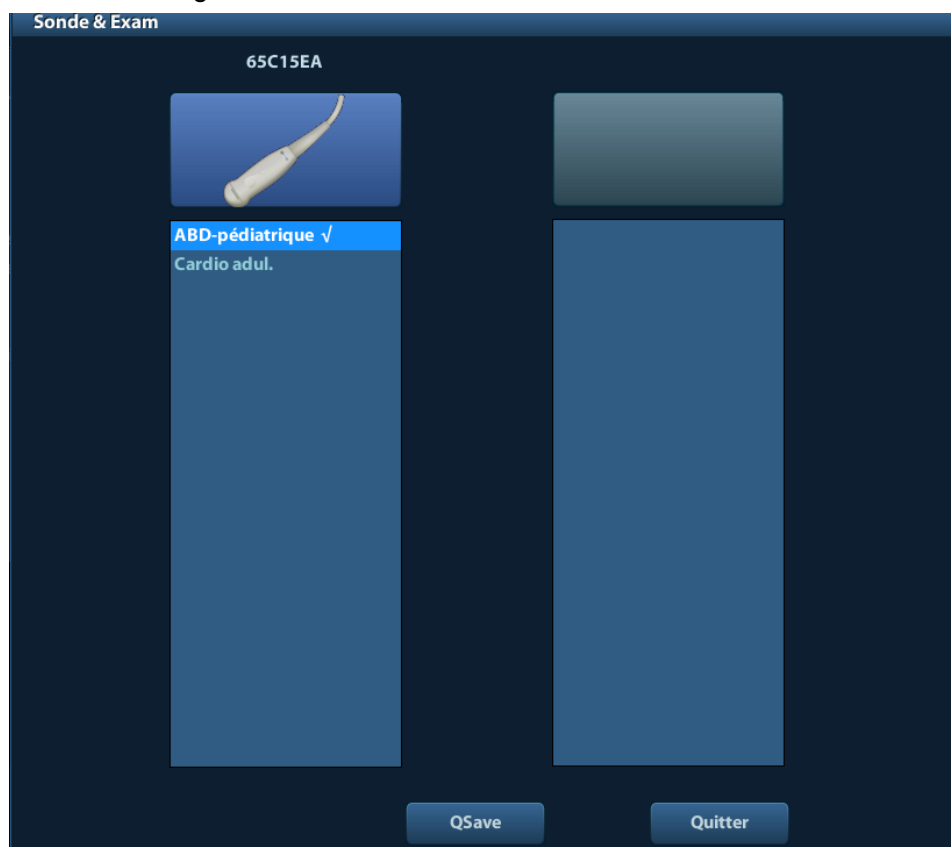 Sonde & Exam
65C15EA
ABD-pédiatrique √
Cardio adul.
QSave
Quitter